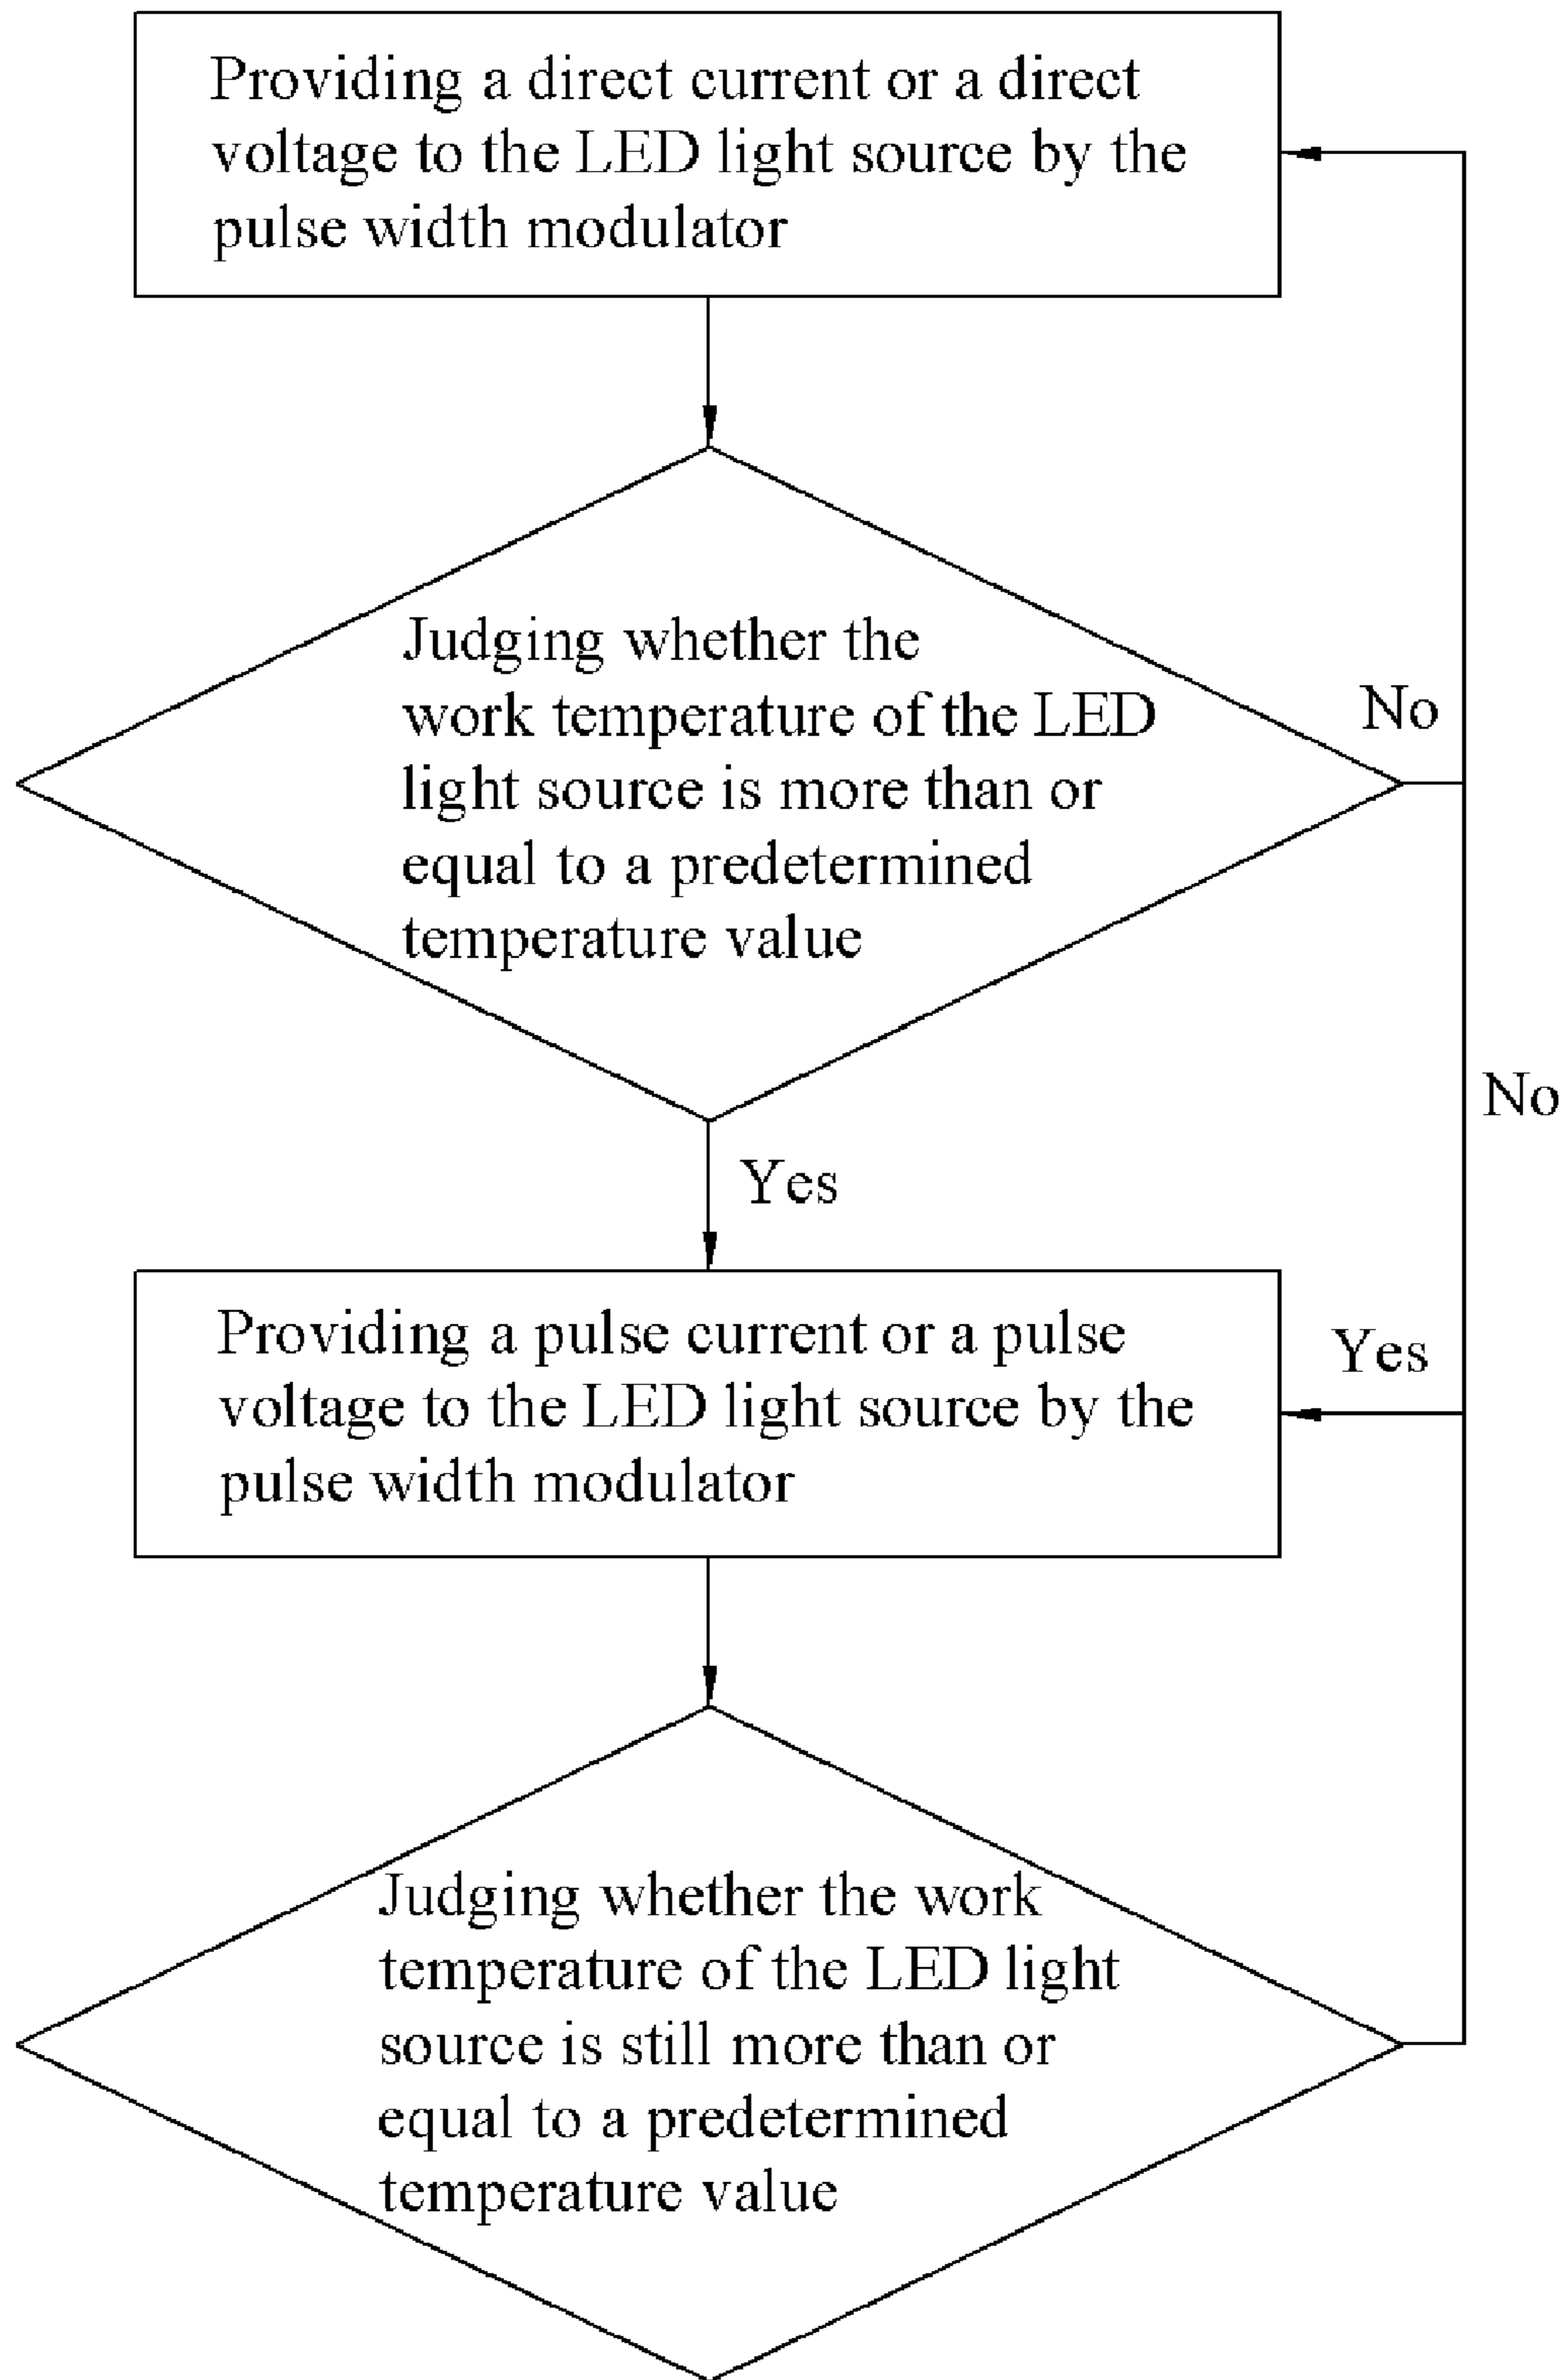 Providing a direct current or a direct
voltage to the LED light source by the
pulse width modulator
Judging whether the
work temperature of the LED
light source is more than or
equal to a predetermined
temperature value
No
No
Yes
Providing a pulse current or a pulse
voltage to the LED light source by the
pulse width modulator
Yes
Judging whether the work
temperature of the LED light
source is still more than or
equal to a predetermined
temperature value